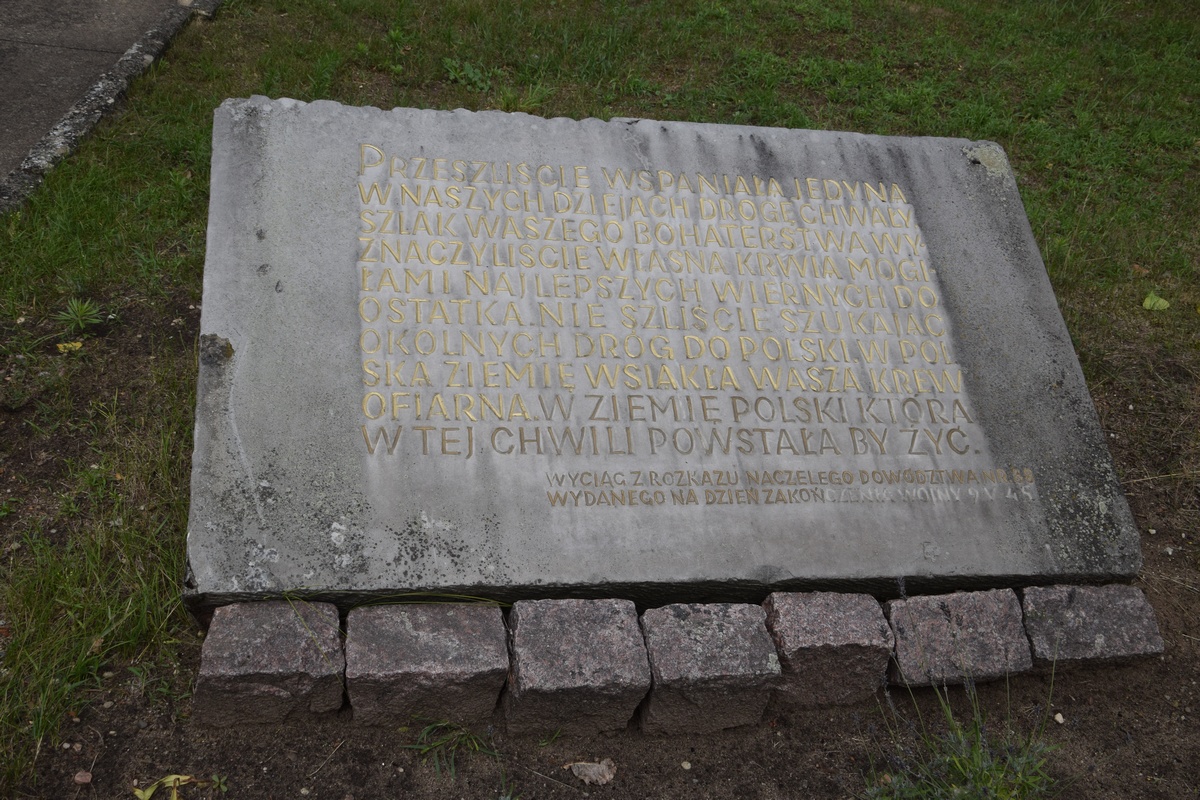 PRZESZLIŚCIE WSPANIAŁĄ JEDYNĄ
W NASZYCH DZIEJACH DROGĘ CHWAŁY
SZLAK WASZEGO BOHATERSTWA WY-
ZNACZYLIŚCIE WŁASNĄ KRWIĄ MOGI-
ŁAMI NAJLEPSZYCH WIERNYCH DO
OSTATKA. NIE SZLIŚCIE SZUKAJĄC
OKÓLNYCH DRÓG DO POLSKI. W POL-
SKĄ ZIEMIĘ WSIĄKŁA WASZA KREW
OFIARNA. W ZIEMIĘ POLSKI KTÓRA
W TEJ CHWILI POWSTAŁA BY ŻYĆ.
WYCIĄG Z ROZKAZU NACZELNEGO DOWÓDZTWA NR
WYDANEGO NA DZIEŃ ZAKOŃCZENIA WOJNY 9.V.45